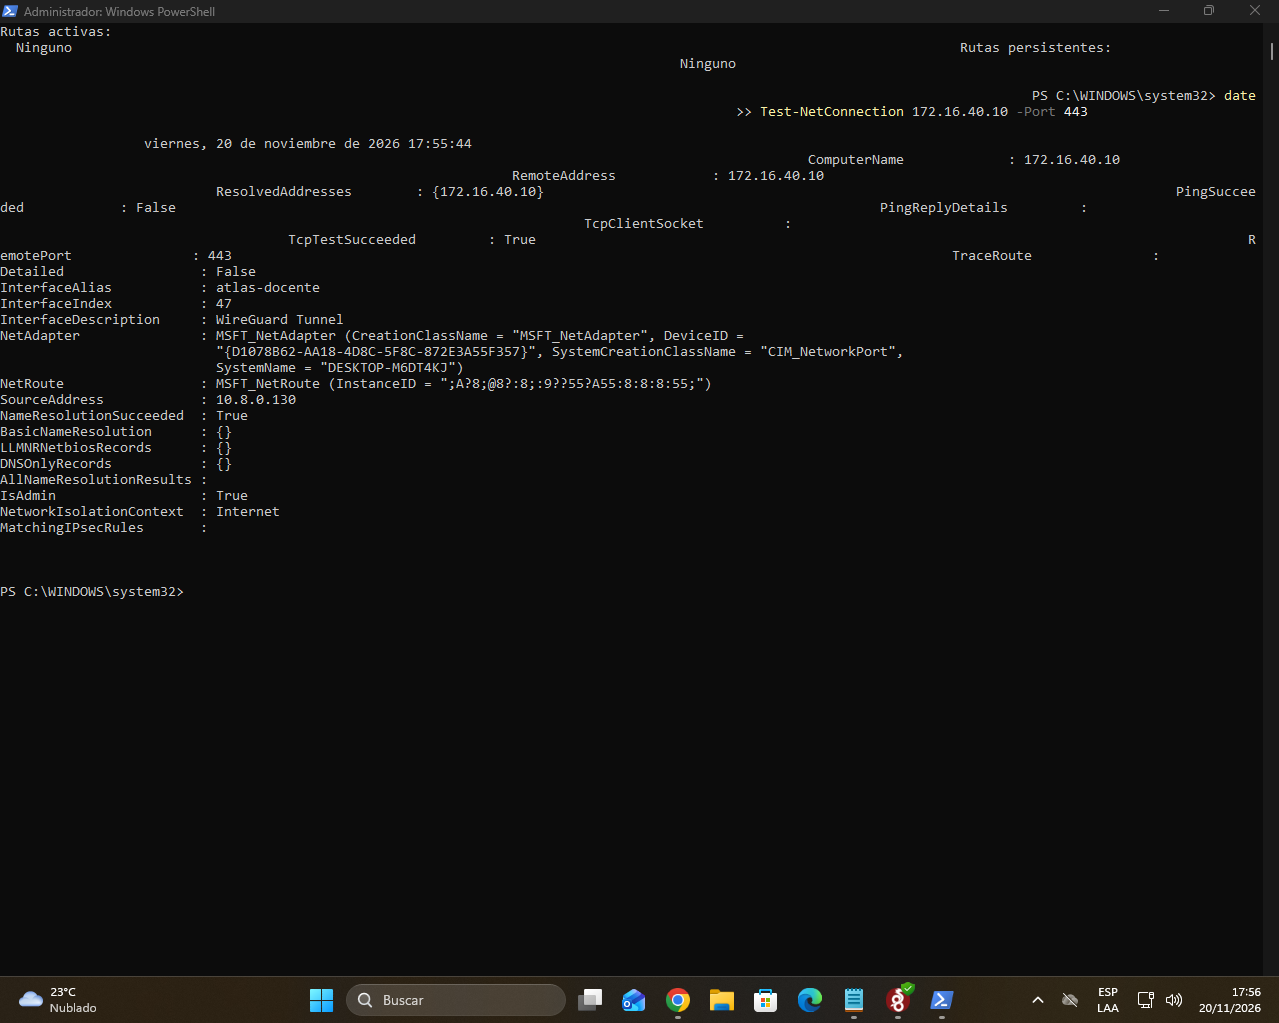 Administrador: Windows PowerShell
Rutas activas:
Ninguno Rutas persistentes:
Ninguno
PS C:\WINDOWS\system32> date
>> Test-NetConnection 172.16.40.10 -Port 443
viernes, 20 de noviembre de 2026 17:55:44
ComputerName : 172.16.40.10
RemoteAddress : 172.16.40.10
ResolvedAddresses : {172.16.40.10} PingSuccee
ded : False PingReplyDetails :
TcpClientSocket :
TcpTestSucceeded : True R
emotePort : 443 TraceRoute :
Detailed : False
InterfaceAlias : atlas-docente
InterfaceIndex : 47
InterfaceDescription : WireGuard Tunnel
NetAdapter : MSFT_NetAdapter (CreationClassName = "MSFT_NetAdapter", DeviceID =
"{D1078B62-AA18-4D8C-5F8C-872E3A55F357}", SystemCreationClassName = "CIM_NetworkPort",
SystemName = "DESKTOP-M6DT4KJ")
NetRoute : MSFT_NetRoute (InstanceID = ";A?8;@8?:8;:9??55?A55:8:8:8:55;")
SourceAddress : 10.8.0.130
NameResolutionSucceeded : True
BasicNameResolution : {}
LLMNRNetbiosRecords : {}
DNSOnlyRecords : {}
AllNameResolutionResults :
IsAdmin : True
NetworkIsolationContext : Internet
MatchingIPsecRules :
PS C:\WINDOWS\system32>
23°C
Nublado
Buscar
ESP
LAA
17:56
20/11/2026